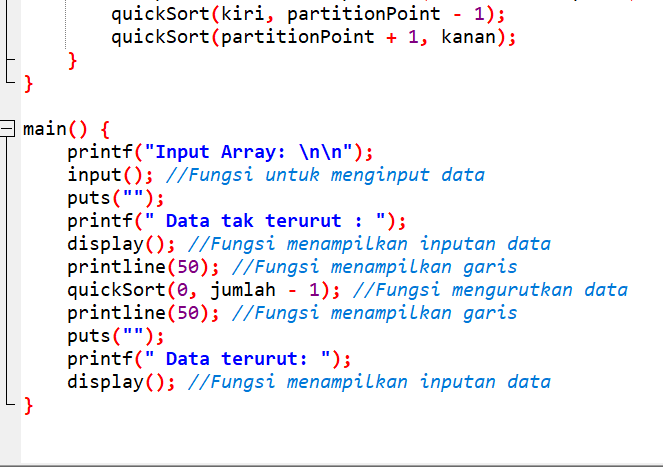 quickSort(kiri, partitionPoint - 1);
quickSort(partitionPoint + 1, kanan);
}
}
main() {
printf("Input Array: \n\n");
input(); //Fungsi untuk menginput data
puts("");
printf(" Data tak terurut : ");
display(); //Fungsi menampilkan inputan data
printline(50); //Fungsi menampilkan garis
quickSort(0, jumlah - 1); //Fungsi mengurutkan data
printline(50); //Fungsi menampilkan garis
puts("");
printf(" Data terurut: ");
display(); //Fungsi menampilkan inputan data
}